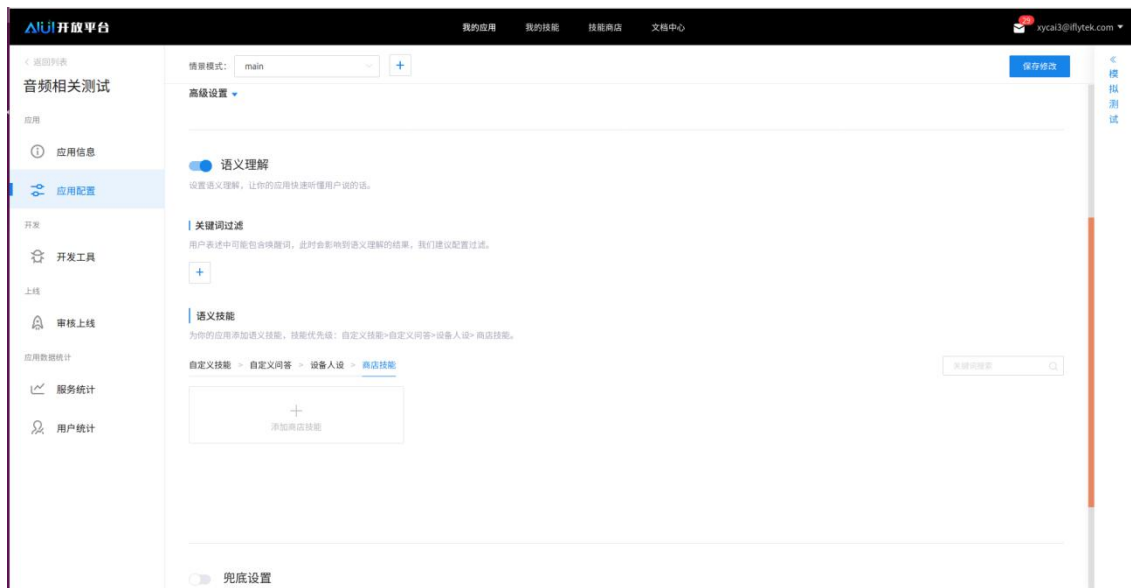 AIUI开放平台
我的应用 我的技能 技能商店 文档中心
29
xycai3@iflytek.com
< 返回列表
音频相关测试
应用
应用信息
应用配置
开发
开发工具
上线
审核上线
应用数据统计
服务统计
用户统计
情景模式： main
+
保存修改
高级设置
语义理解
设置语义理解，让你的应用快速听懂用户说的话。
关键词过滤
用户表述中可能包含唤醒词，此时会影响到语义理解的结果，我们建议配置过滤。
+
语义技能
为你的应用添加语义技能，技能优先级：自定义技能>自定义问答>设备人设> 商店技能。
自定义技能 > 自定义问答 > 设备人设 > 商店技能
关键词搜索
+
添加商店技能
兜底设置
模拟测试